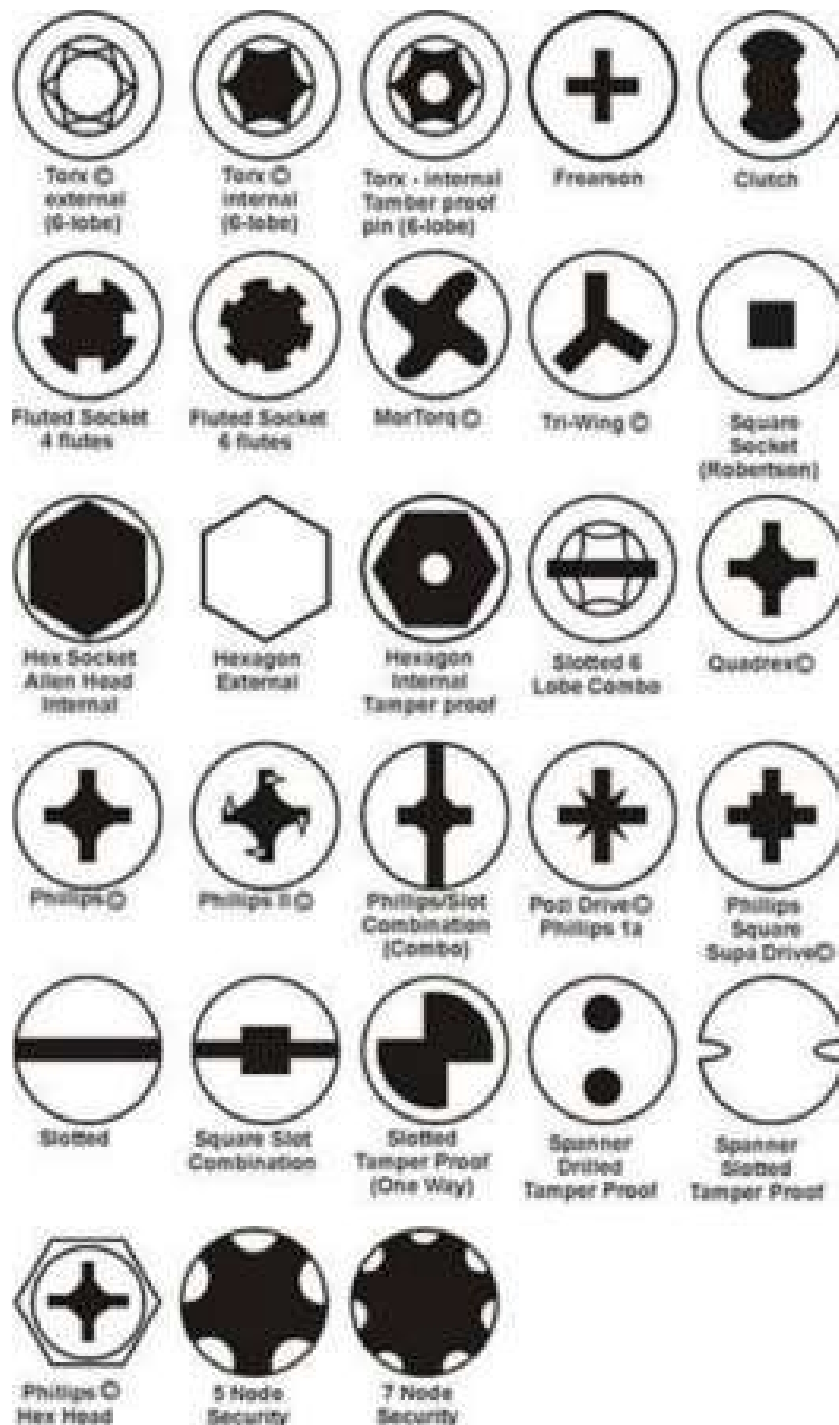 Torx ©
external
(6-lobe)
Torx ©
internal
(6-lobe)
Torx - internal
Tamber proof
pin (6-lobe)
Frearson
Clutch
Fluted Socket
4 flutes
Fluted Socket
6 flutes
MorTorq ©
Tri-Wing ©
Square
Socket
(Robertson)
Hex Socket
Allen Head
Internal
Hexagon
External
Hexagon
Internal
Tamper proof
Slotted 6
Lobe Combo
Quadrex©
Phillips©
Phillips II©
Phillips/Slot
Combination
(Combo)
Pozi Drive©
Phillips 1a
Phillips
Square
Supa Drive©
Slotted
Square Slot
Combination
Slotted
Tamper Proof
(One Way)
Spanner
Drilled
Tamper Proof
Spanner
Slotted
Tamper Proof
Phillips ©
Hex Head
5 Node
Security
7 Node
Security